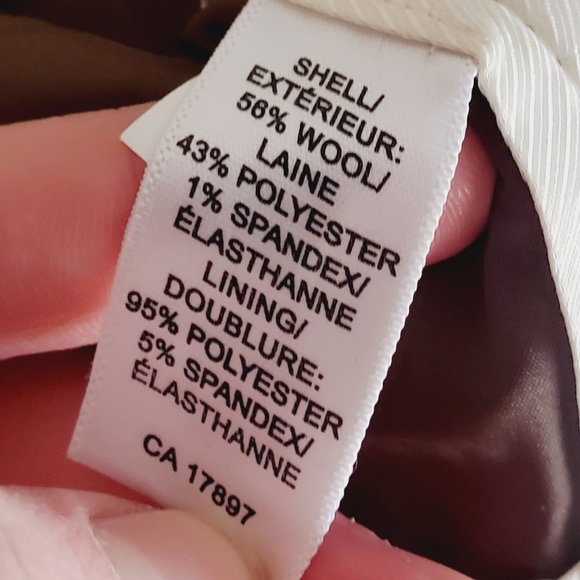 SHELL/
EXTÉRIEUR:
56% WOOL/
LAINE
43% POLYESTER
1% SPANDEX/
ÉLASTHANNE
LINING/
DOUBLURE:
95% POLYESTER
5% SPANDEX/
ÉLASTHANNE
CA 17897